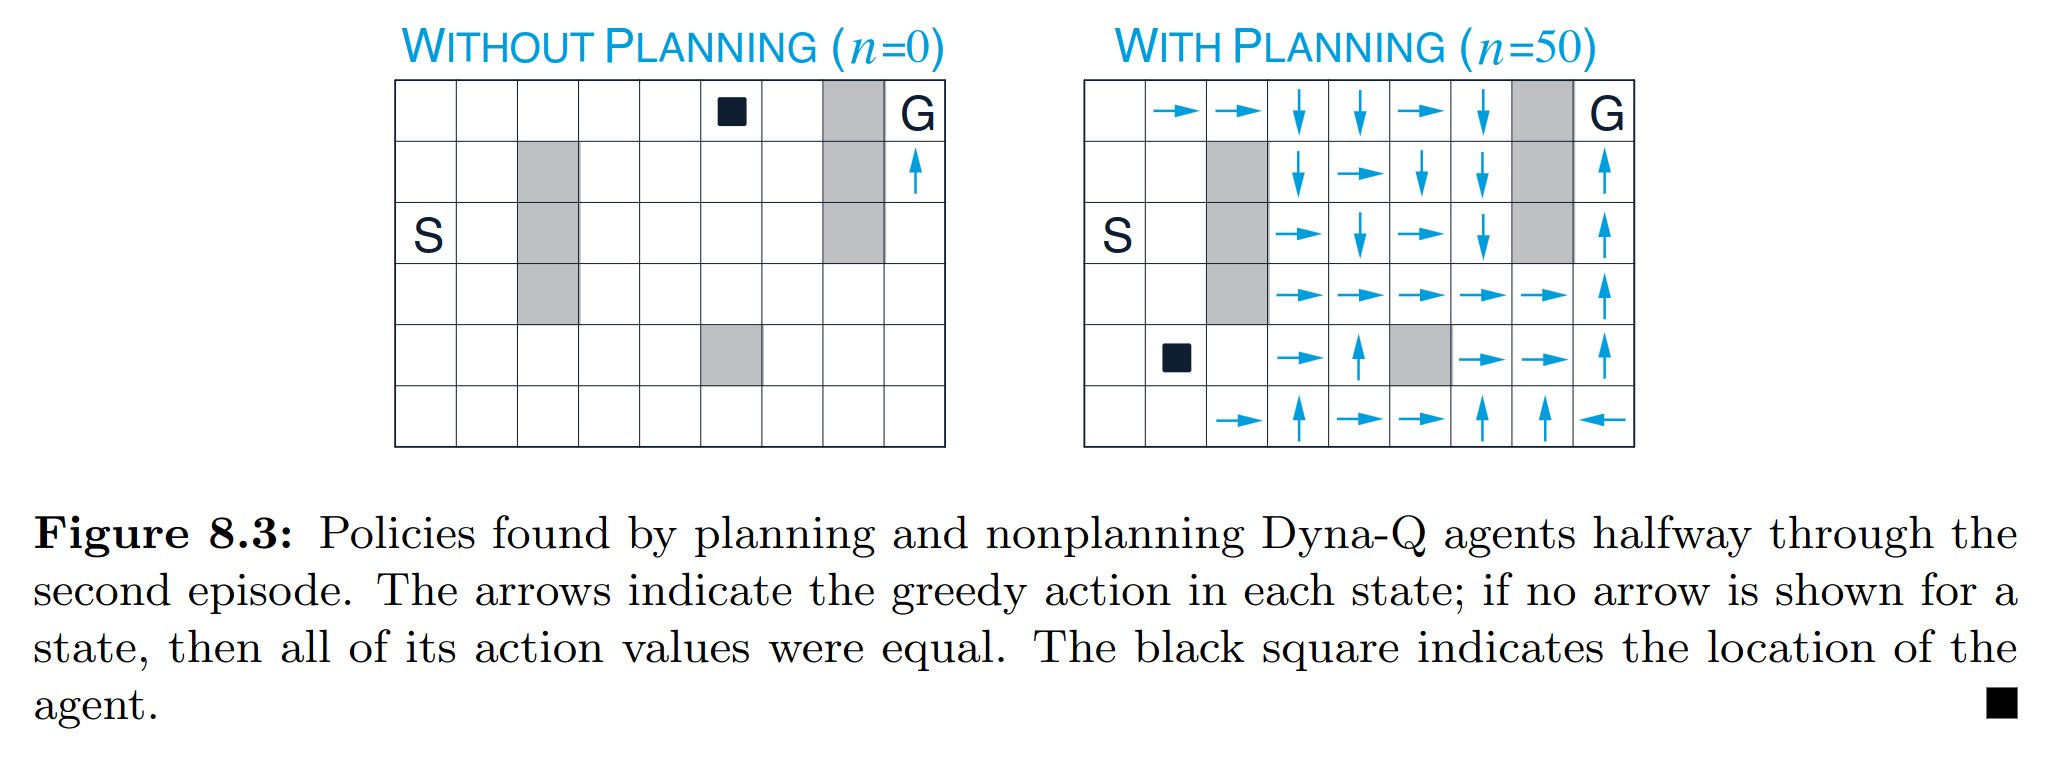 WITHOUT PLANNING (n=0)
WITH PLANNING (n=50)
G
G
S
S
Figure 8.3: Policies found by planning and nonplanning Dyna-Q agents halfway through the
second episode. The arrows indicate the greedy action in each state; if no arrow is shown for a
state, then all of its action values were equal. The black square indicates the location of the
agent.